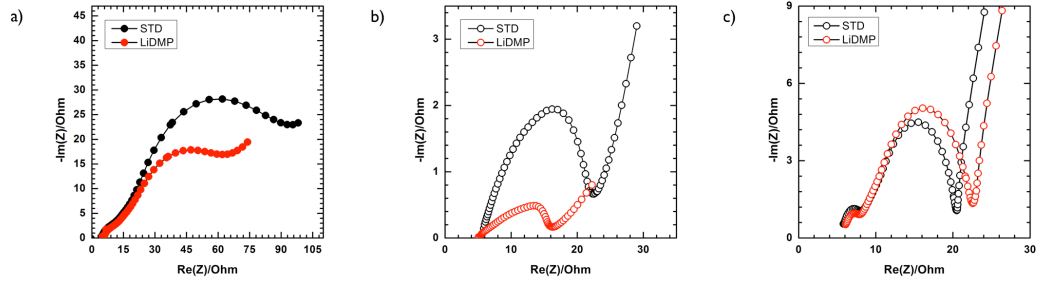 a)
STD
LiDMP
45
40
35
30
25
20
15
10
5
0
0 15 30 45 60 75 90 105
-Im(Z)/Ohm
Re(Z)/Ohm
b)
STD
LiDMP
3
2
1
0
0 10 20 30
-Im(Z)/Ohm
Re(Z)/Ohm
c)
STD
LiDMP
9
6
3
0
0 10 20 30
-Im(Z)/Ohm
Re(Z)/Ohm